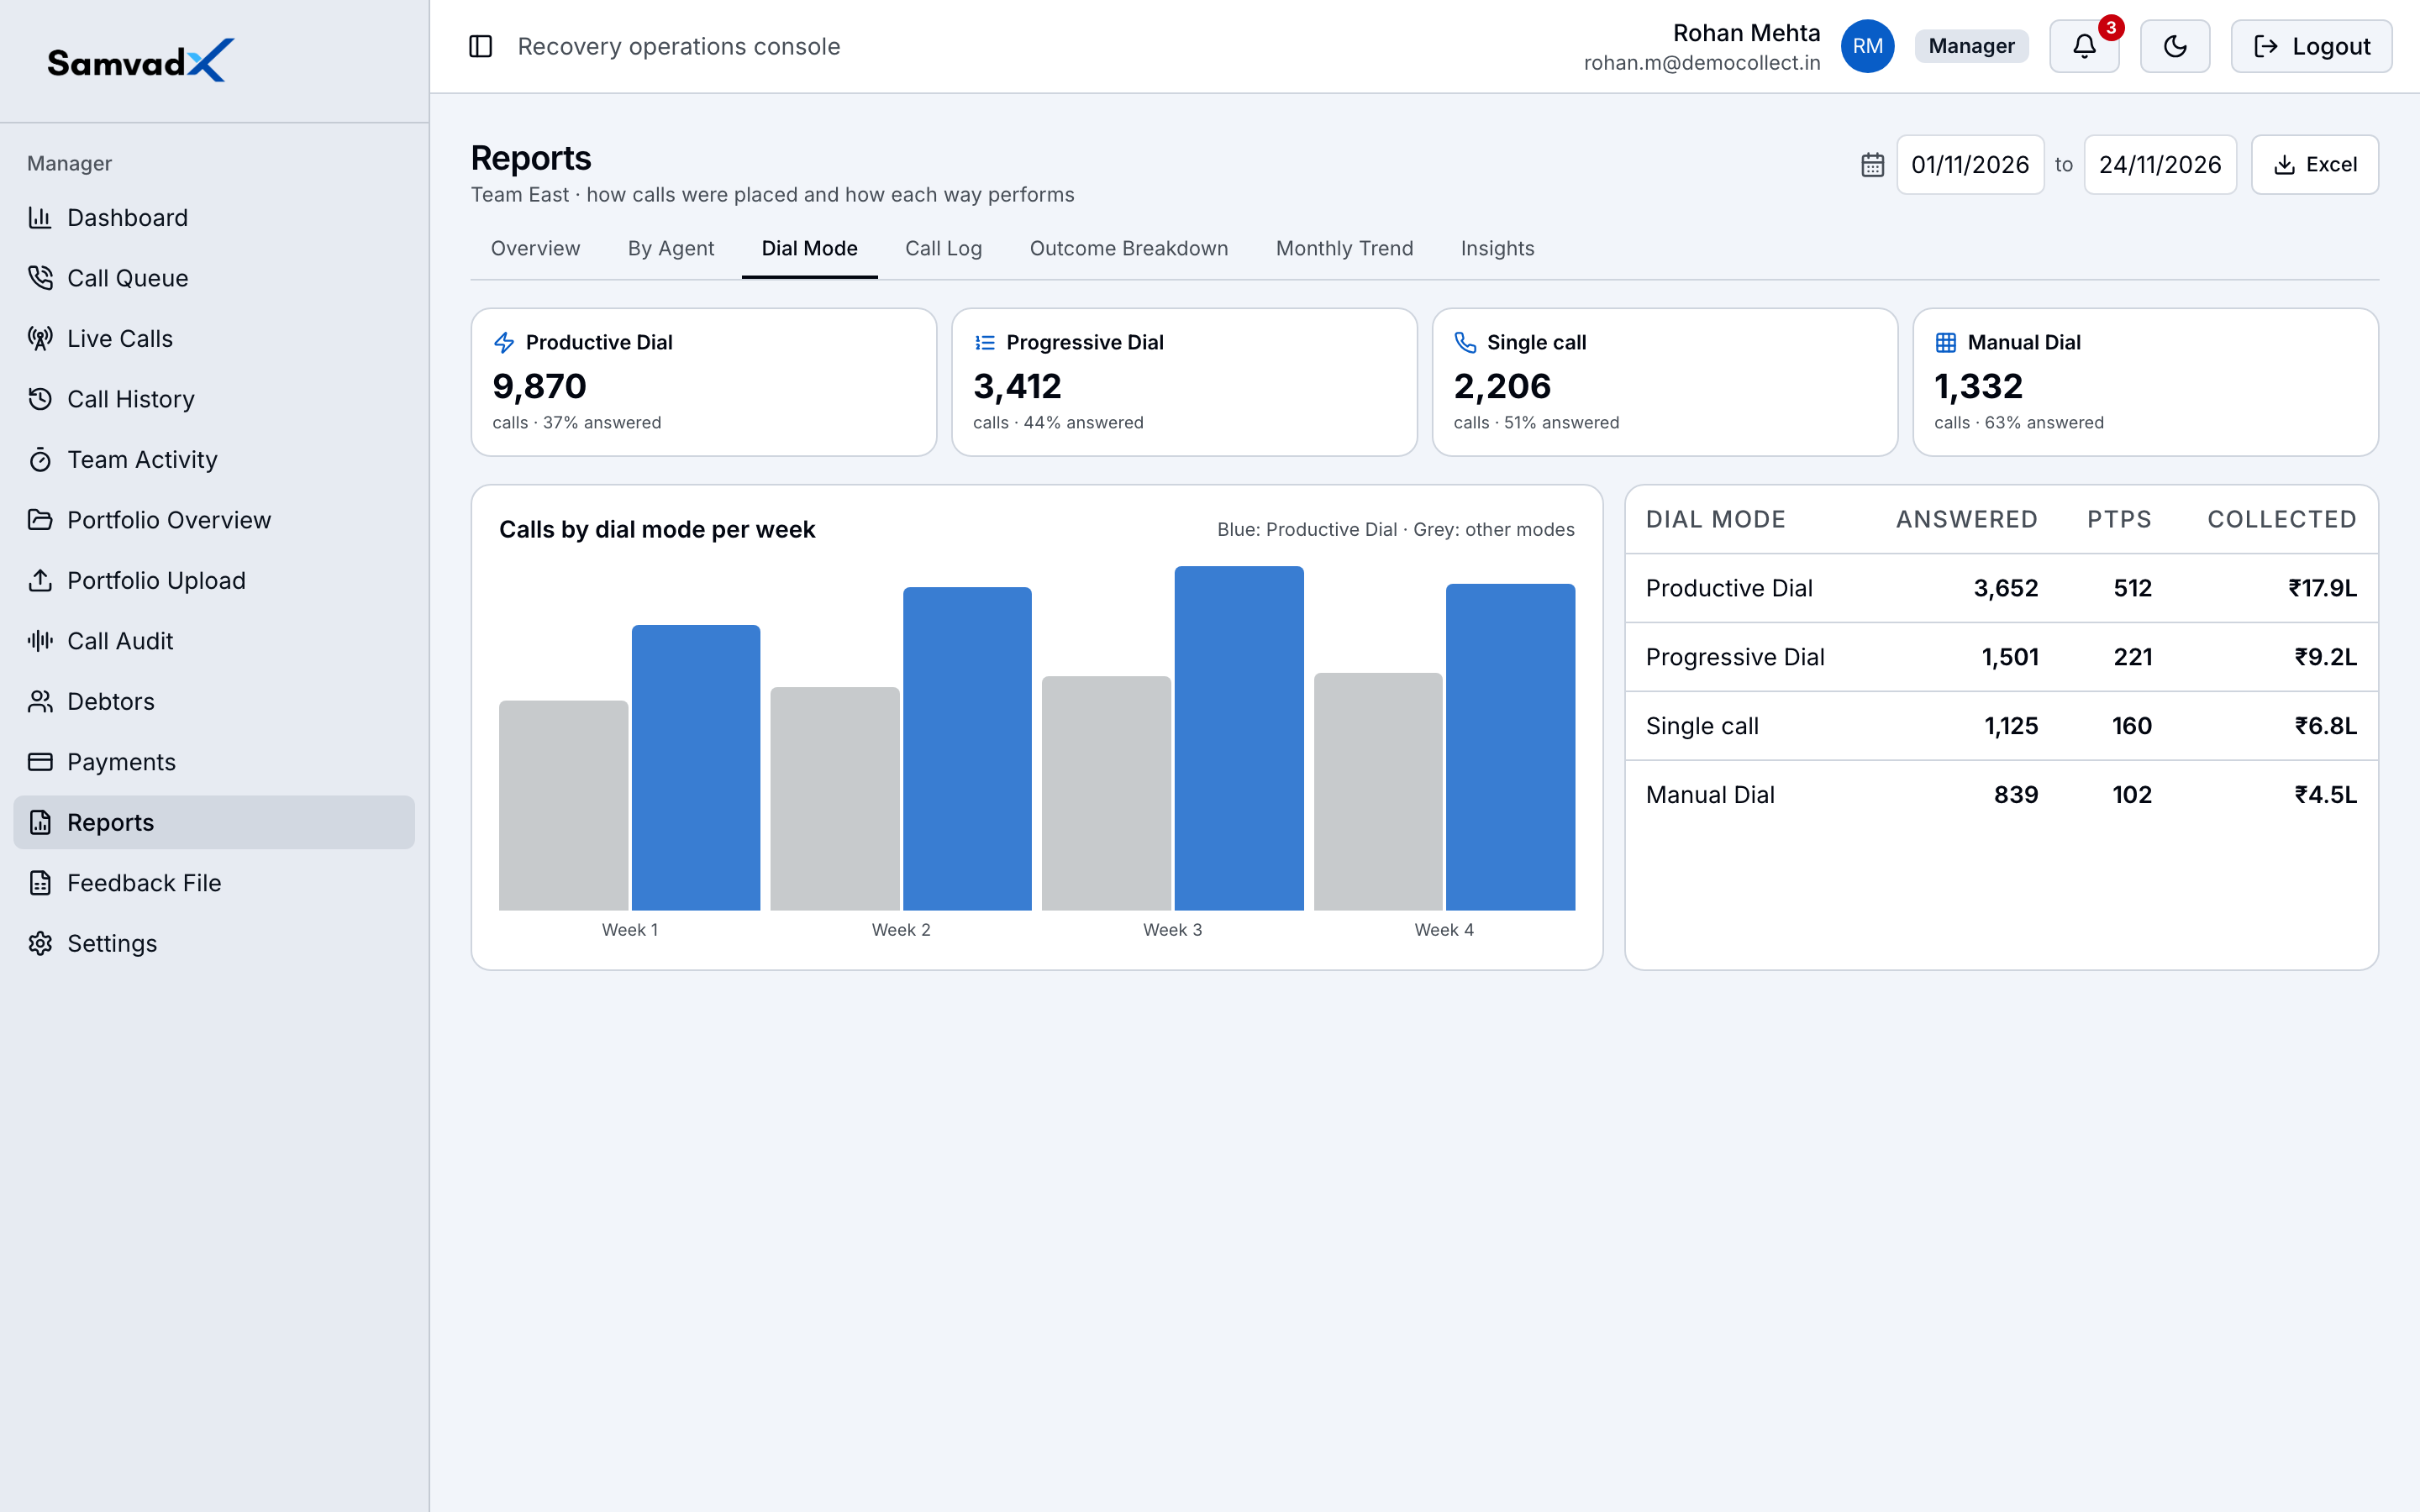 SamvadX
Recovery operations console
Rohan Mehta
rohan.m@democollect.in
RM
Manager
3
Logout
Manager
Dashboard
Call Queue
Live Calls
Call History
Team Activity
Portfolio Overview
Portfolio Upload
Call Audit
Debtors
Payments
Reports
Feedback File
Settings
Reports
Team East · how calls were placed and how each way performs
01/11/2026 to 24/11/2026
Excel
Overview By Agent Dial Mode Call Log Outcome Breakdown Monthly Trend Insights
Productive Dial
9,870
calls · 37% answered
Progressive Dial
3,412
calls · 44% answered
Single call
2,206
calls · 51% answered
Manual Dial
1,332
calls · 63% answered
Calls by dial mode per week
Blue: Productive Dial · Grey: other modes
Week 1 Week 2 Week 3 Week 4
DIAL MODE ANSWERED PTPS COLLECTED
Productive Dial 3,652 512 ₹17.9L
Progressive Dial 1,501 221 ₹9.2L
Single call 1,125 160 ₹6.8L
Manual Dial 839 102 ₹4.5L